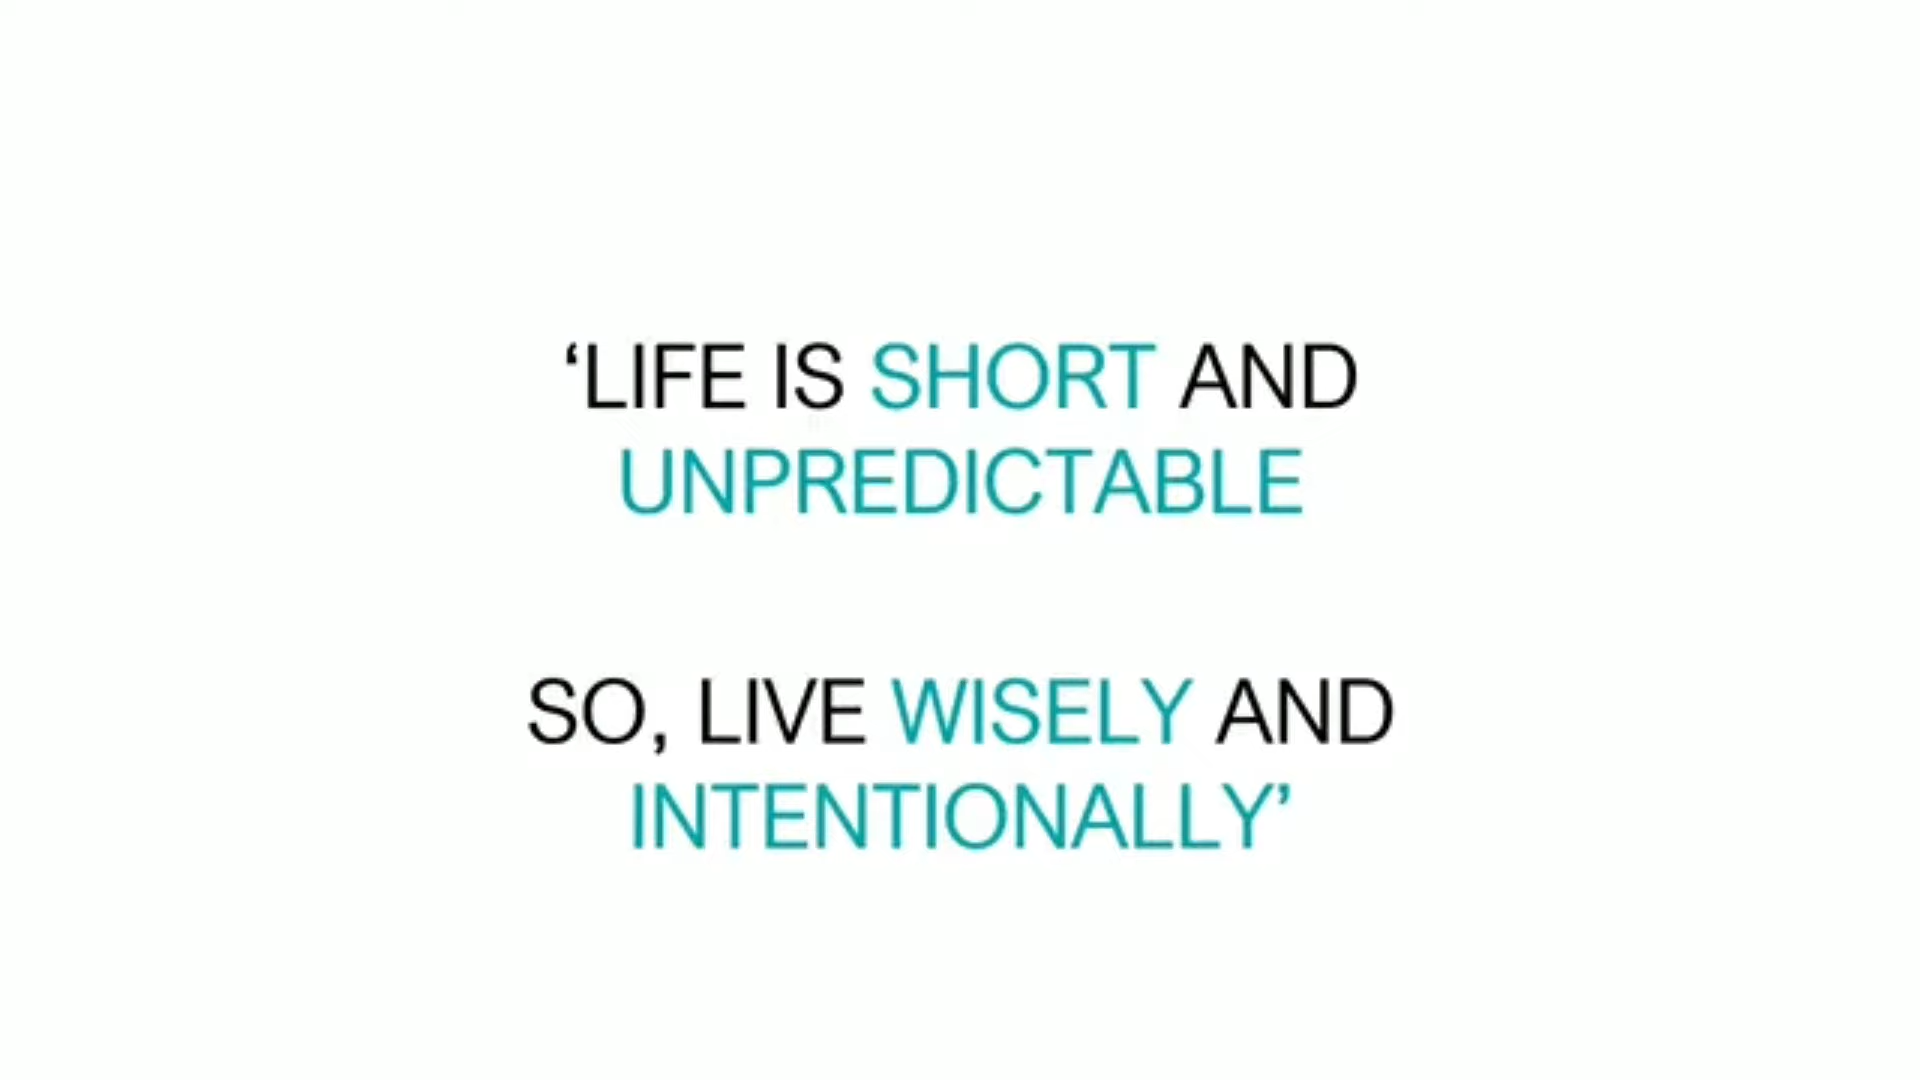 ‘LIFE IS SHORT AND
UNPREDICTABLE
SO, LIVE WISELY AND
INTENTIONALLY’